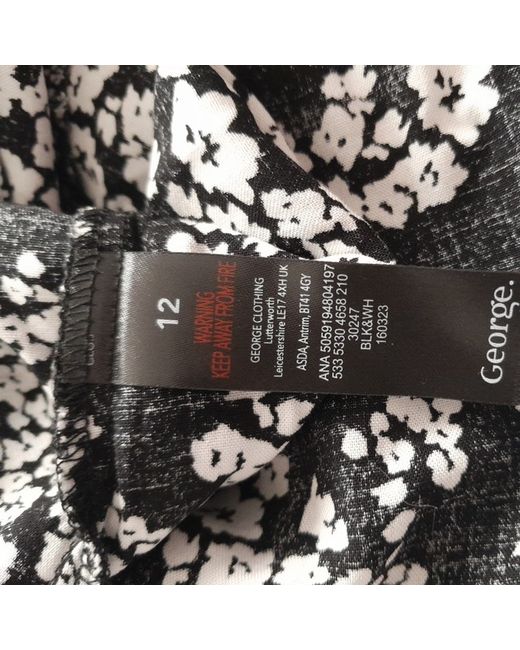 12
WARNING
KEEP AWAY FROM FIRE
GEORGE CLOTHING
Lutterworth
Leicestershire LE17 4XH UK
ASDA, Antrim, BT41 4GY
ANA 5059194804197
533 5330 4658 210
30247
BLK&WH
160323
George.